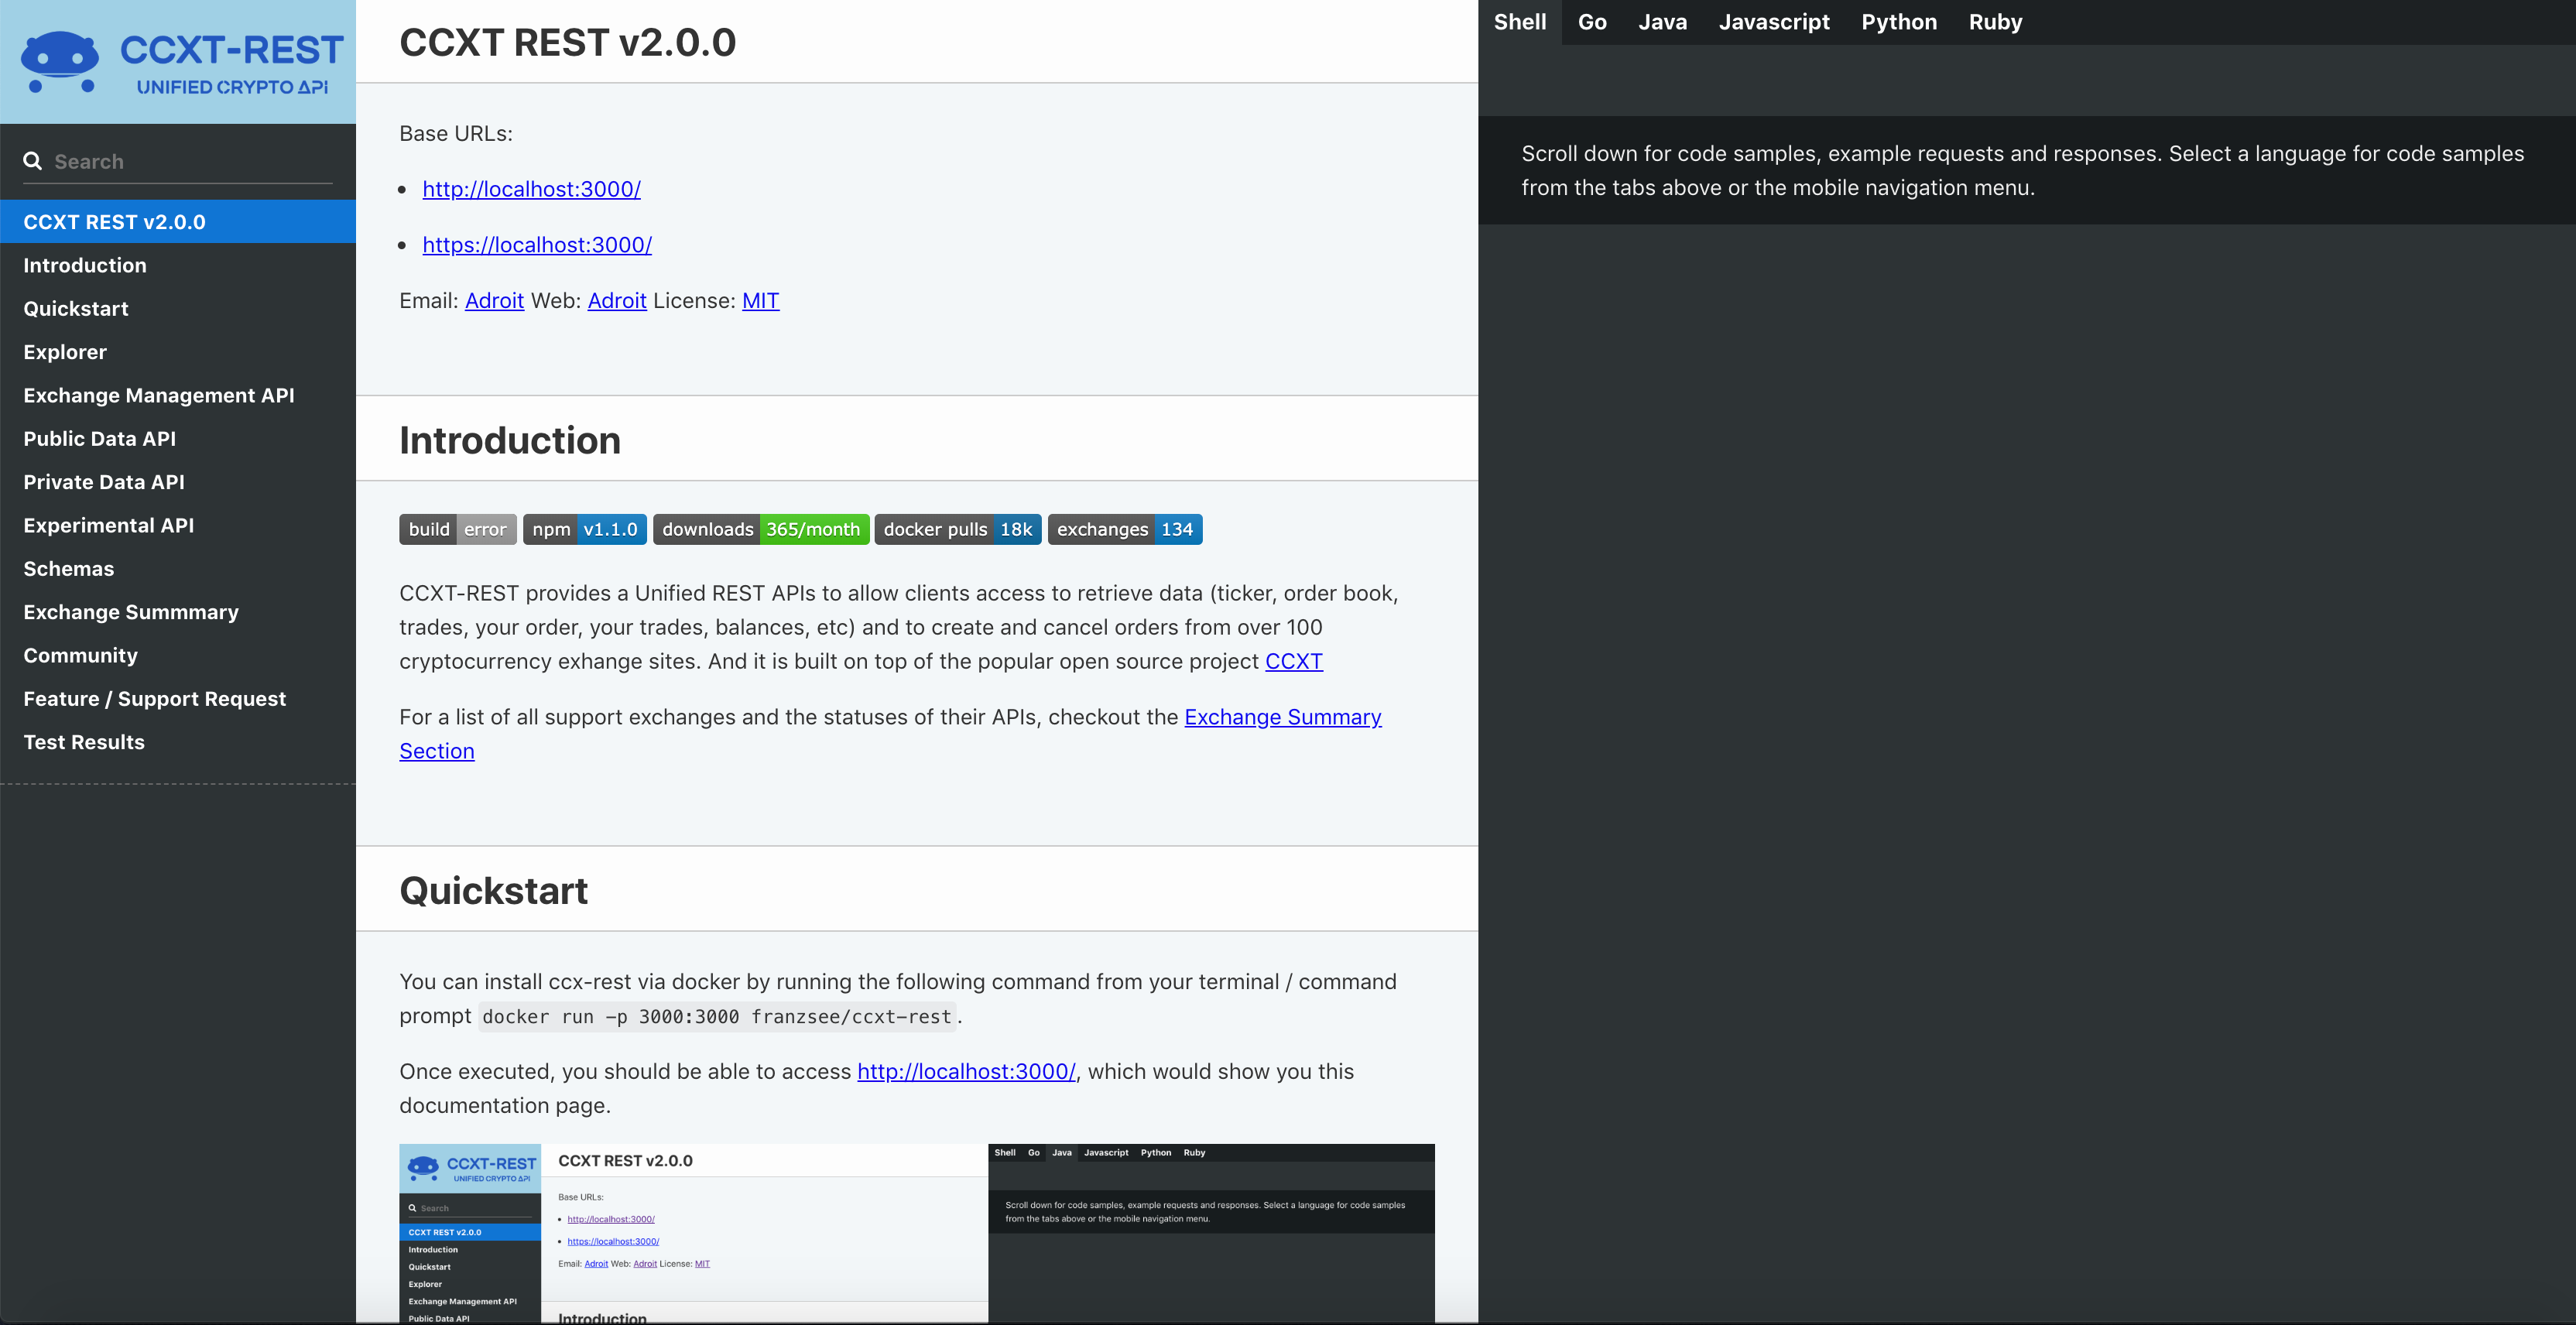 CCXT-REST
UNIFIED CRYPTO API
Search
CCXT REST v2.0.0
Introduction
Quickstart
Explorer
Exchange Management API
Public Data API
Private Data API
Experimental API
Schemas
Exchange Summmary
Community
Feature / Support Request
Test Results
CCXT REST v2.0.0
Base URLs:
http://localhost:3000/
https://localhost:3000/
Email: Adroit Web: Adroit License: MIT
Introduction
build error npm v1.1.0 downloads 365/month docker pulls 18k exchanges 134
CCXT-REST provides a Unified REST APIs to allow clients access to retrieve data (ticker, order book,
trades, your order, your trades, balances, etc) and to create and cancel orders from over 100
cryptocurrency exhange sites. And it is built on top of the popular open source project CCXT
For a list of all support exchanges and the statuses of their APIs, checkout the Exchange Summary
Section
Quickstart
You can install ccx-rest via docker by running the following command from your terminal / command
prompt docker run -p 3000:3000 franzsee/ccxt-rest.
Once executed, you should be able to access http://localhost:3000/, which would show you this
documentation page.
CCXT-REST
UNIFIED CRYPTO API
Search
CCXT REST v2.0.0
Introduction
Quickstart
Explorer
Exchange Management API
Public Data API
CCXT REST v2.0.0
Base URLs:
http://localhost:3000/
https://localhost:3000/
Email: Adroit Web: Adroit License: MIT
Introduction
Shell Go Java Javascript Python Ruby
Scroll down for code samples, example requests and responses. Select a language for code samples
from the tabs above or the mobile navigation menu.
Shell Go Java Javascript Python Ruby
Scroll down for code samples, example requests and responses. Select a language for code samples
from the tabs above or the mobile navigation menu.